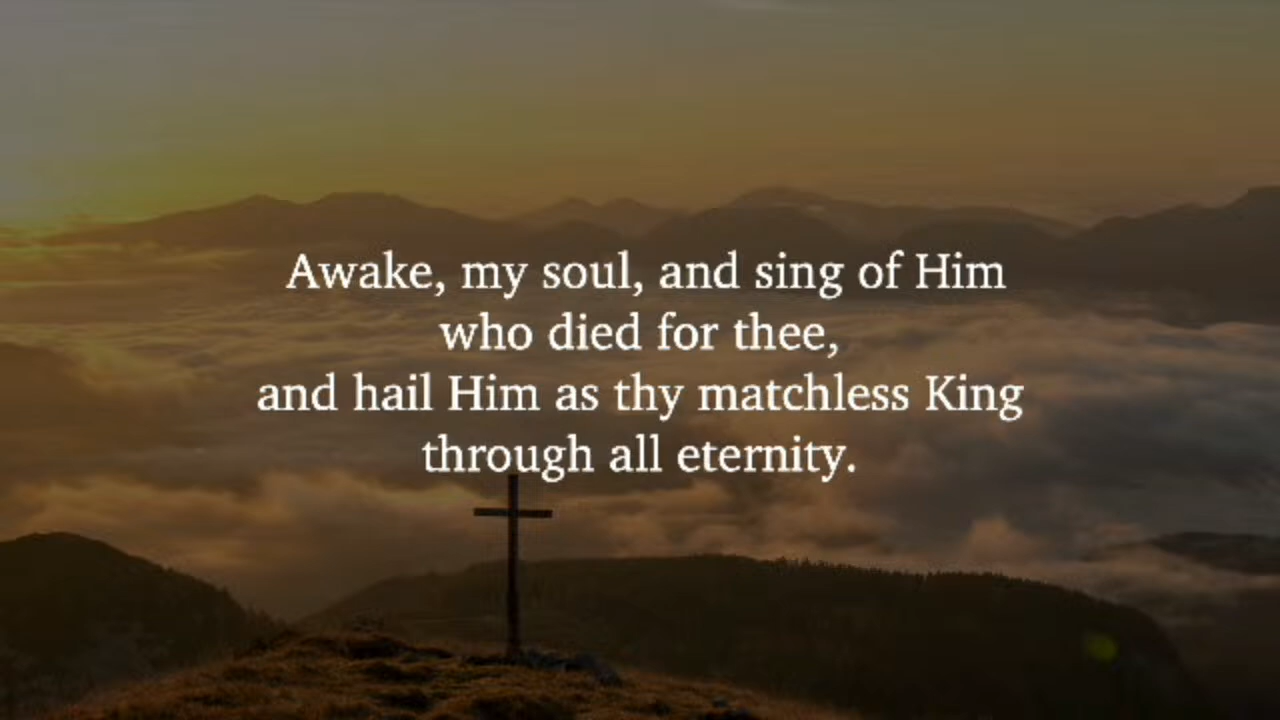 Awake, my soul, and sing of Him
who died for thee,
and hail Him as thy matchless King
through all eternity.